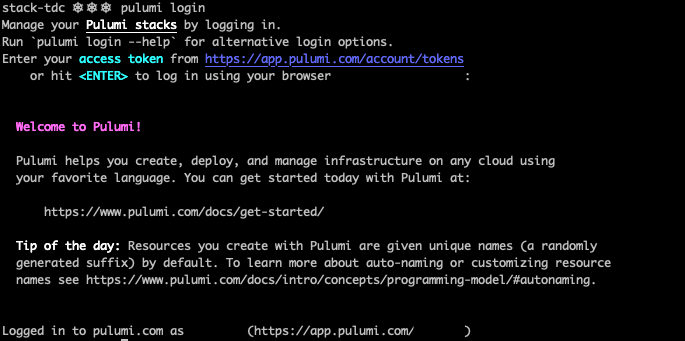 stack-tdc ❄❄❄ pulumi login
Manage your Pulumi stacks by logging in.
Run `pulumi login --help` for alternative login options.
Enter your access token from https://app.pulumi.com/account/tokens
or hit <ENTER> to log in using your browser :
Welcome to Pulumi!
Pulumi helps you create, deploy, and manage infrastructure on any cloud using
your favorite language. You can get started today with Pulumi at:
https://www.pulumi.com/docs/get-started/
Tip of the day: Resources you create with Pulumi are given unique names (a randomly
generated suffix) by default. To learn more about auto-naming or customizing resource
names see https://www.pulumi.com/docs/intro/concepts/programming-model/#autonaming.
Logged in to pulumi.com as (https://app.pulumi.com/ )